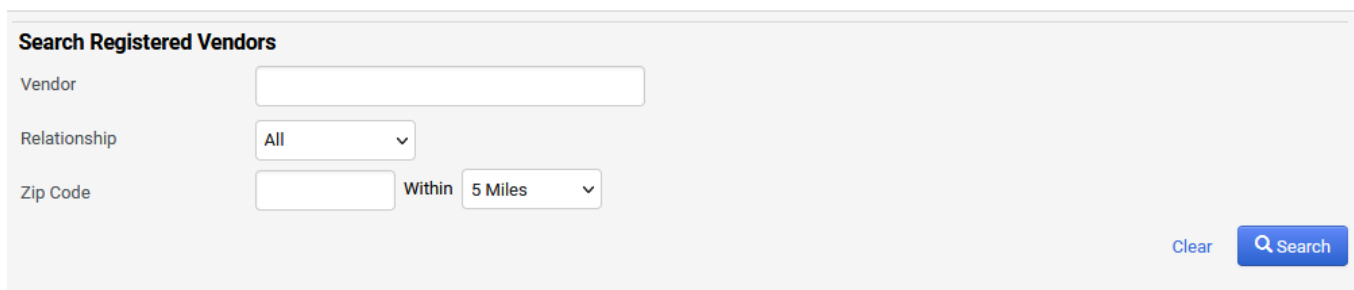 Search Registered Vendors
Vendor
Relationship All
Zip Code Within 5 Miles
Clear Search